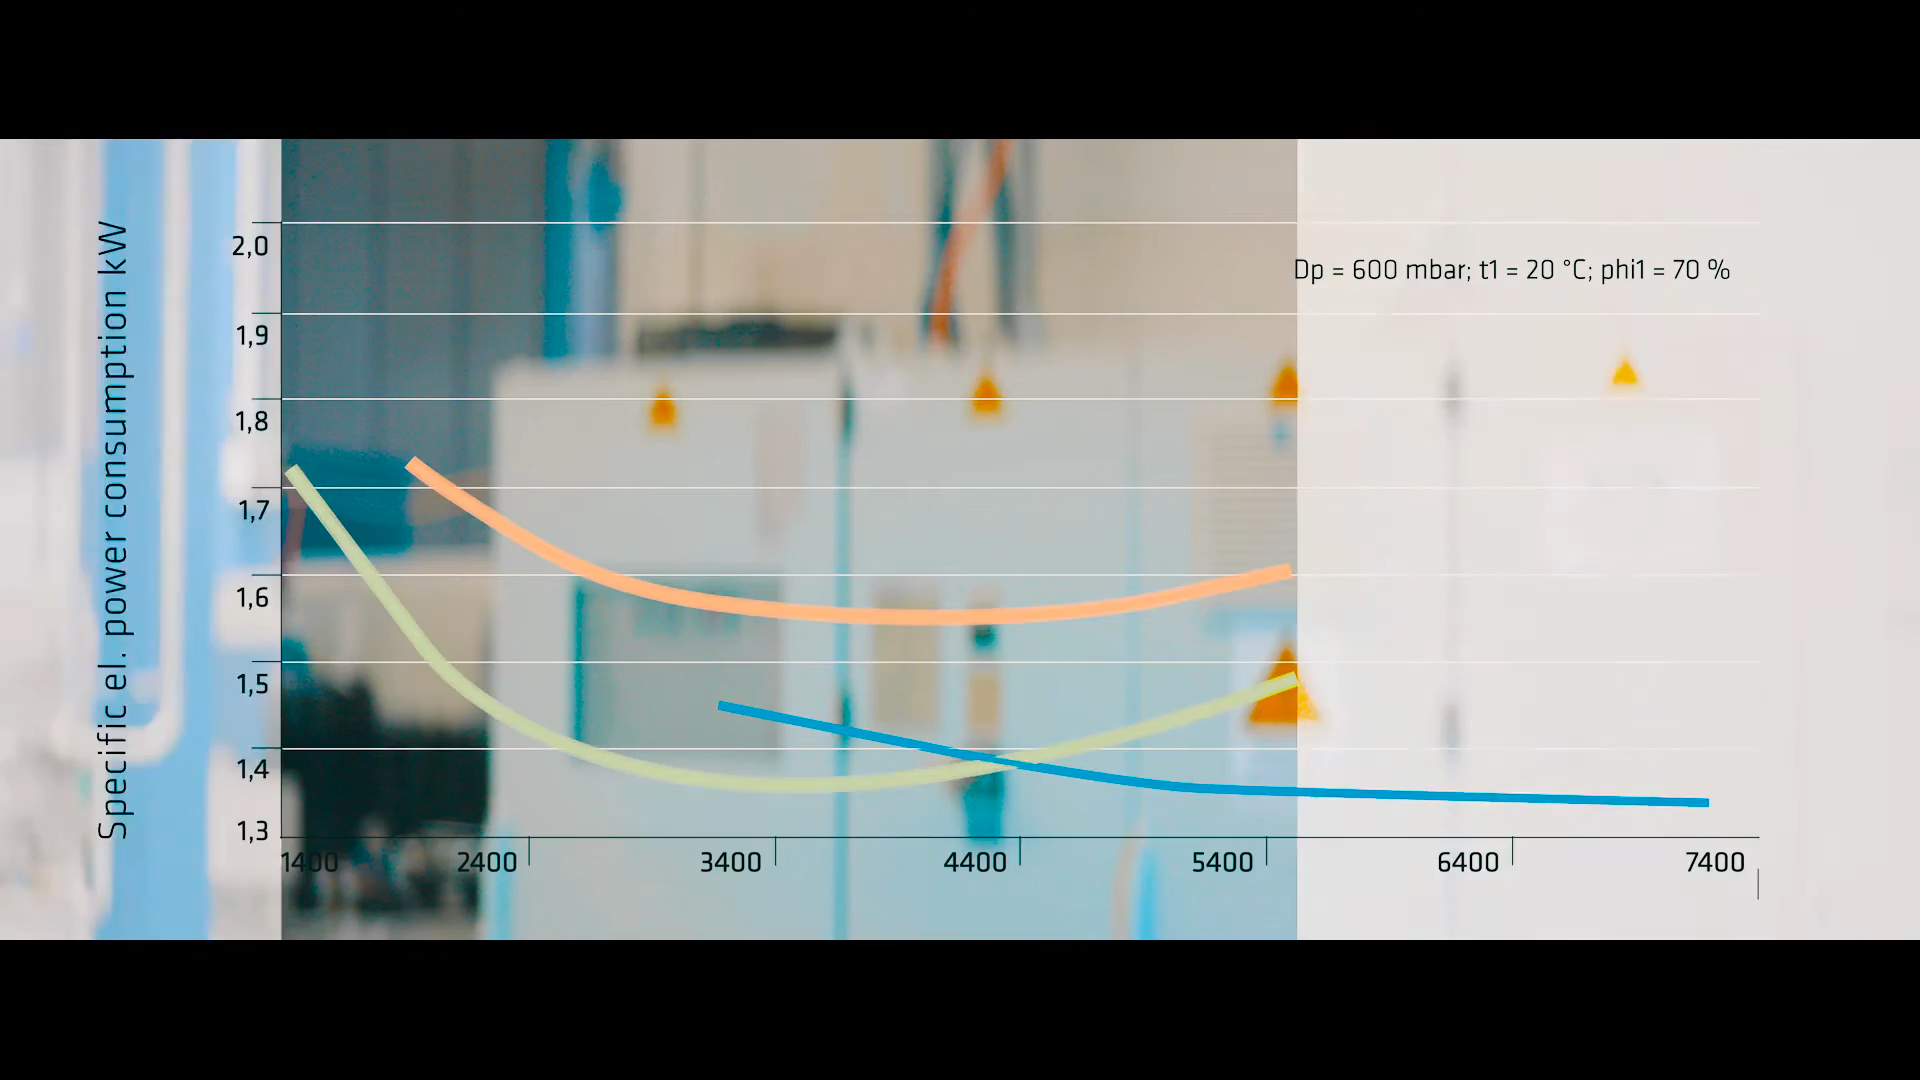 Specific el. power consumption kW
2,0
Dp = 600 mbar; t1 = 20 °C; phi1 = 70 %
1,9
1,8
1,7
1,6
1,5
1,4
1,3
1400 2400 3400 4400 5400 6400 7400